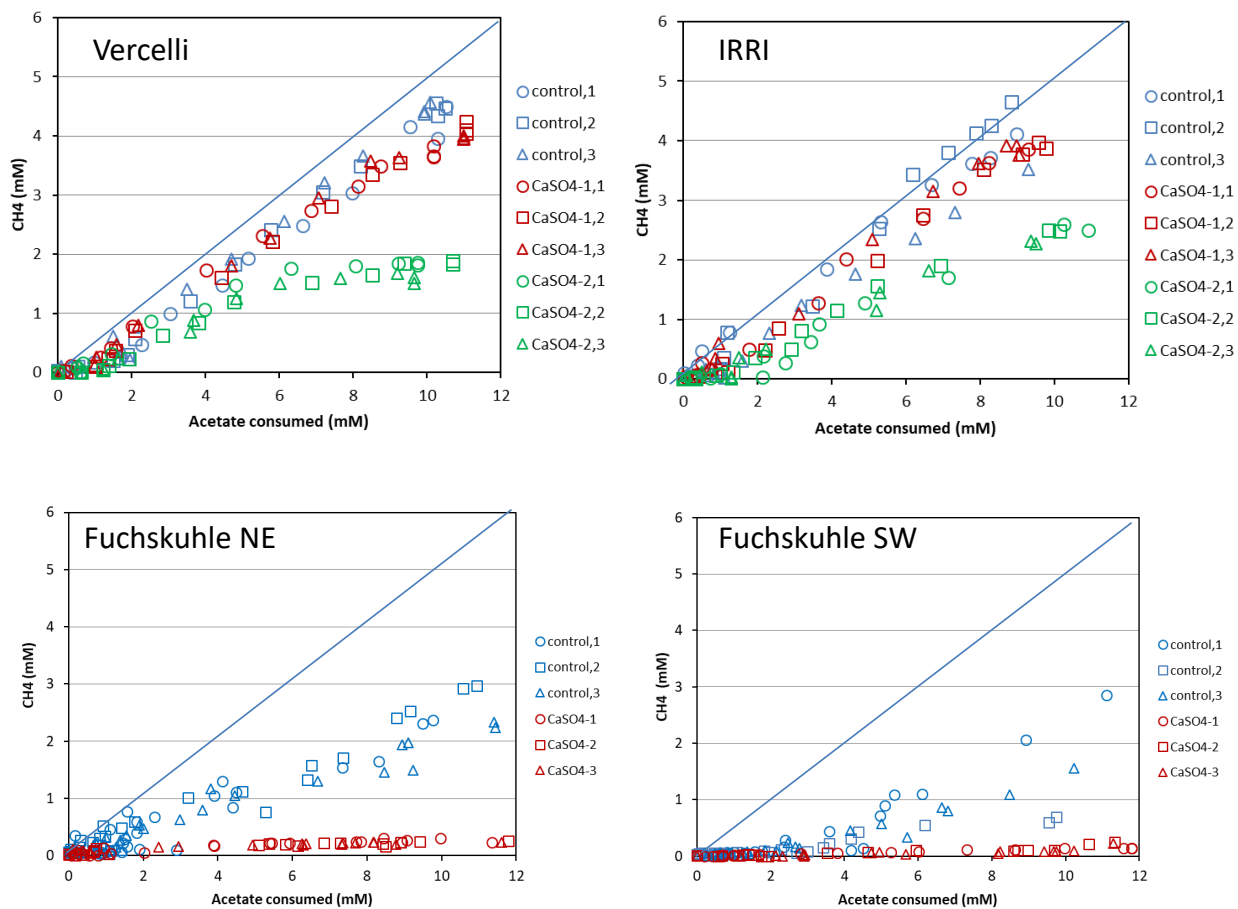 Vercelli
6
5
4
3
2
1
0
CH4 (mM)
0 2 4 6 8 10 12
Acetate consumed (mM)
control,1
control,2
control,3
CaSO4-1,1
CaSO4-1,2
CaSO4-1,3
CaSO4-2,1
CaSO4-2,2
CaSO4-2,3
IRRI
6
5
4
3
2
1
0
CH4 (mM)
0 2 4 6 8 10 12
Acetate consumed (mM)
control,1
control,2
control,3
CaSO4-1,1
CaSO4-1,2
CaSO4-1,3
CaSO4-2,1
CaSO4-2,2
CaSO4-2,3
Fuchskuhle NE
6
5
4
3
2
1
0
CH4 (mM)
0 2 4 6 8 10 12
Acetate consumed (mM)
control,1
control,2
control,3
CaSO4-1
CaSO4-2
CaSO4-3
Fuchskuhle SW
6
5
4
3
2
1
0
CH4 (mM)
0 2 4 6 8 10 12
Acetate consumed (mM)
control,1
control,2
control,3
CaSO4-1
CaSO4-2
CaSO4-3